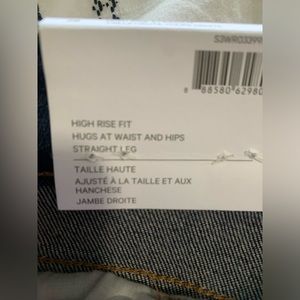 S3WR03299
8 88580 62980
HIGH RISE FIT
HUGS AT WAIST AND HIPS
STRAIGHT LEG
TAILLE HAUTE
AJUSTÉ À LA TAILLE ET AUX
HANCHESE
JAMBE DROITE